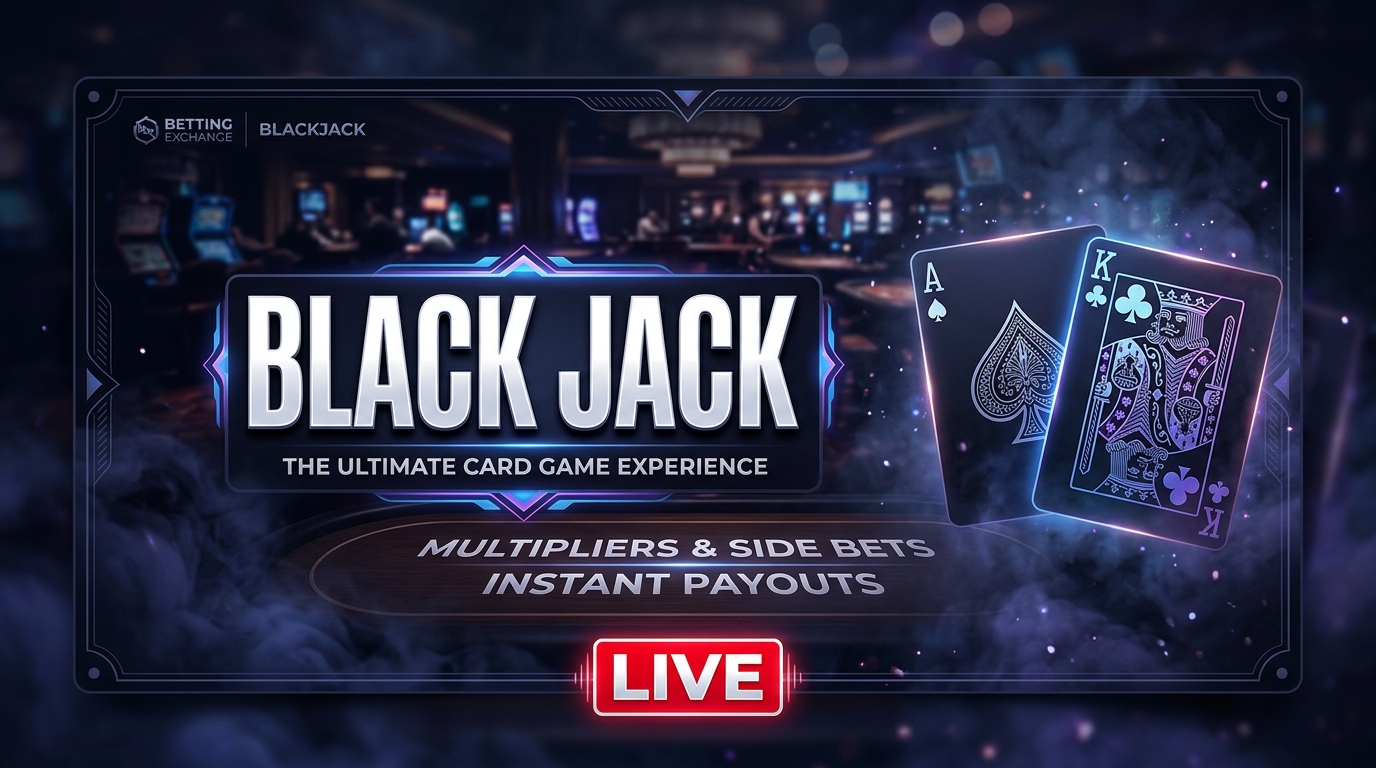 BETTING
EXCHANGE
BLACKJACK
BLACK JACK
THE ULTIMATE CARD GAME EXPERIENCE
A
K
K
MULTIPLIERS & SIDE BETS
INSTANT PAYOUTS
LIVE